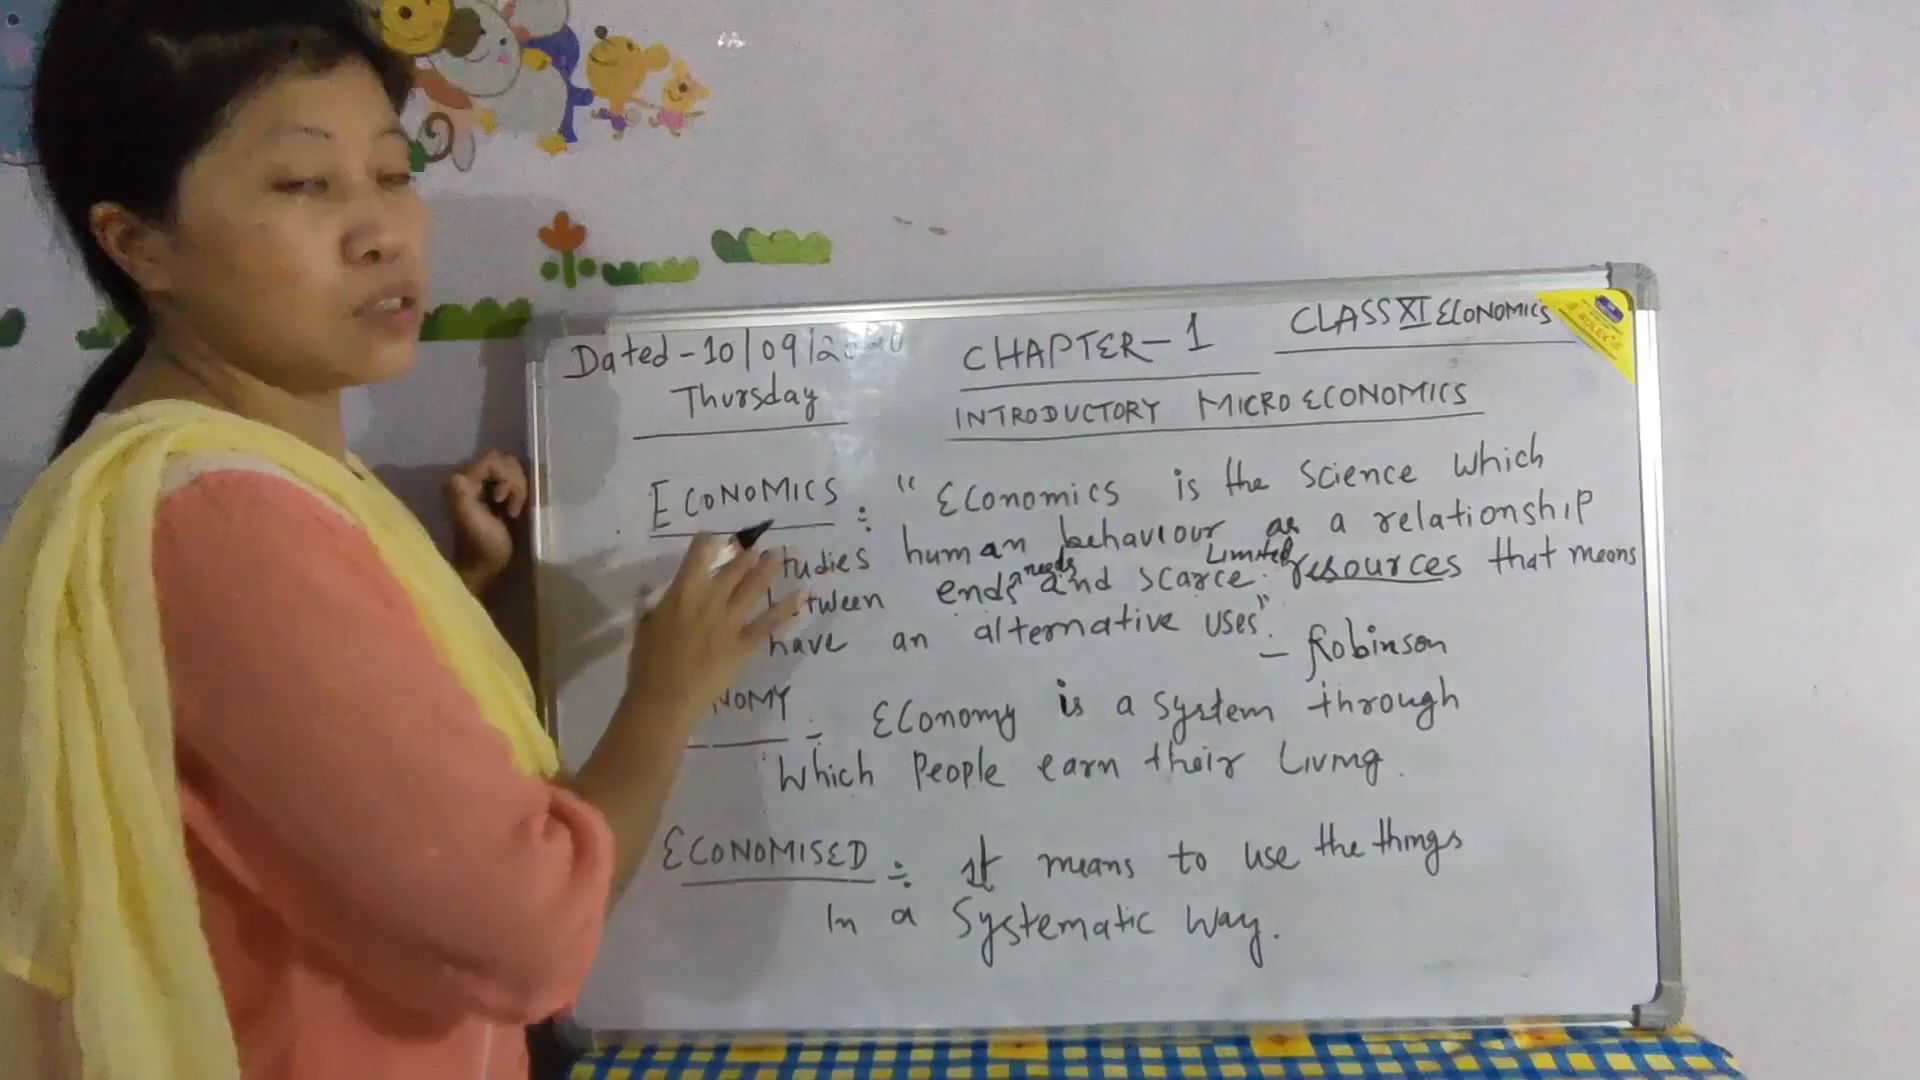 CLASS XI ECONOMICS
Dated-10/09/2020
Thursday
CHAPTER-1
INTRODUCTORY MICRO ECONOMICS
ECONOMICS ÷ " Economics is the science which
tudies human behaviour as a relationship
needs Limited
between ends and scarce resources that means
have an alternative uses".
- Robinson
NOMY ÷ Economy is a system through
which people earn their Living.
ECONOMISED ÷ It means to use the things
In a Systematic way.